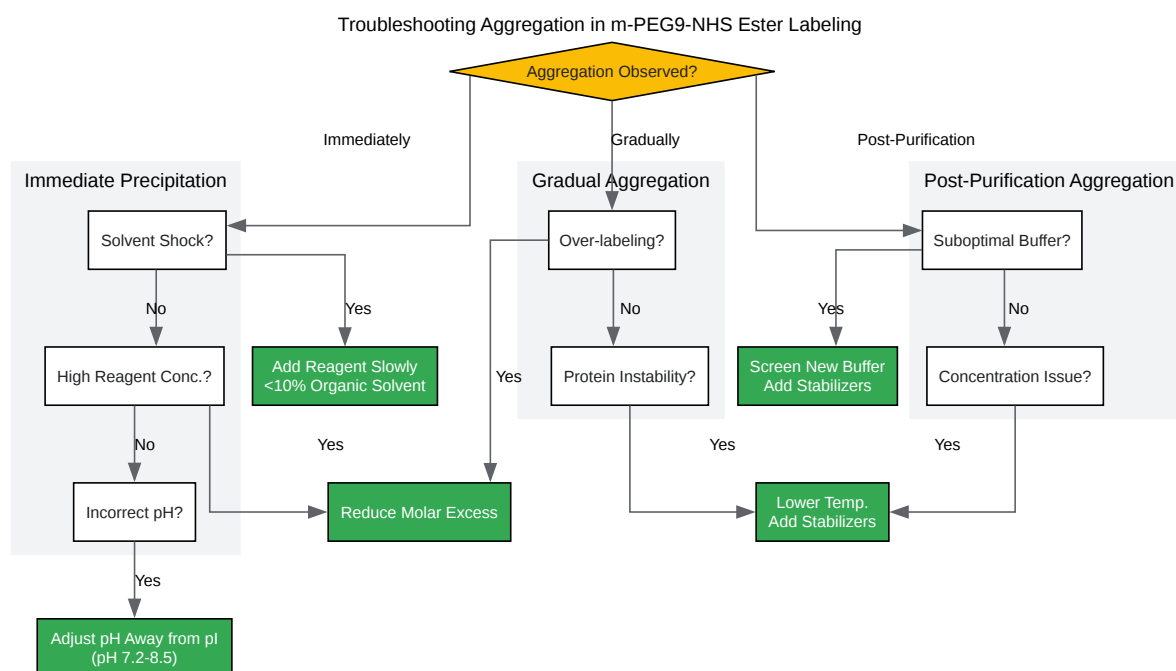 Troubleshooting Aggregation in m-PEG9-NHS Ester Labeling
Aggregation Observed?
Immediately
Gradually
Post-Purification
Immediate Precipitation
Gradual Aggregation
Post-Purification Aggregation
Solvent Shock?
Over-labeling?
Suboptimal Buffer?
No
Yes
No
Yes
No
High Reagent Conc.?
Add Reagent Slowly
<10% Organic Solvent
Yes
Protein Instability?
Screen New Buffer
Add Stabilizers
Concentration Issue?
No
Yes
Yes
Yes
Incorrect pH?
Reduce Molar Excess
Lower Temp.
Add Stabilizers
Yes
Adjust pH Away from pI
(pH 7.2-8.5)